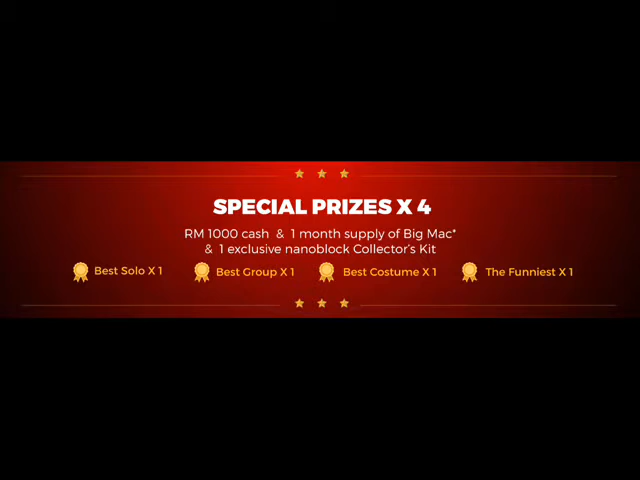 SPECIAL PRIZES X 4
RM 1000 cash & 1 month supply of Big Mac*
& 1 exclusive nanoblock Collector's Kit
Best Solo X 1 Best Group X 1 Best Costume X 1 The Funniest X 1